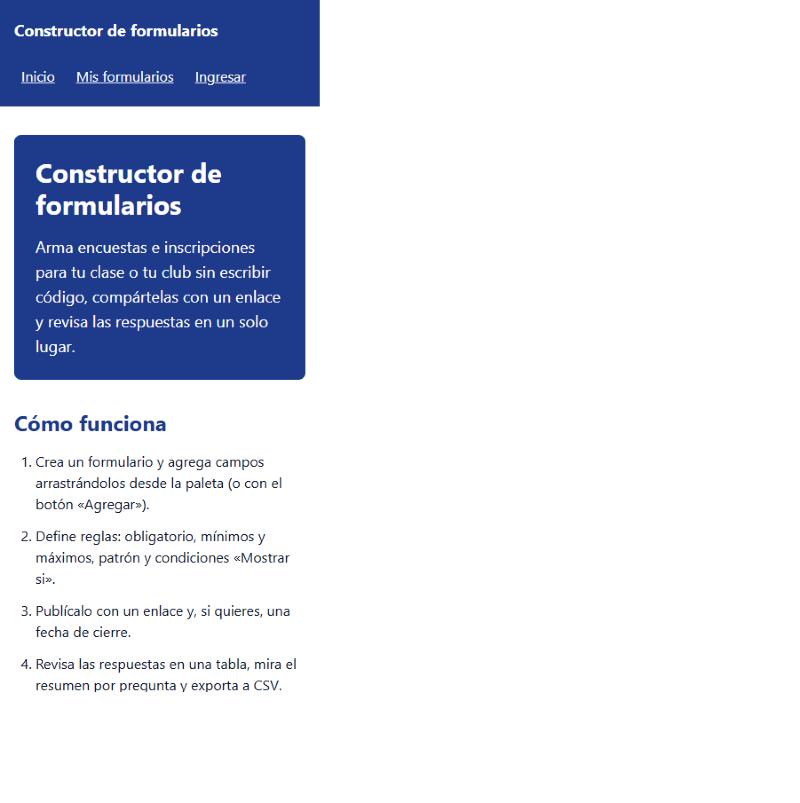 Constructor de formularios
Inicio Mis formularios Ingresar
Constructor de
formularios
Arma encuestas e inscripciones
para tu clase o tu club sin escribir
código, compártelas con un enlace
y revisa las respuestas en un solo
lugar.
Cómo funciona
1. Crea un formulario y agrega campos
arrastrándolos desde la paleta (o con el
botón «Agregar»).
2. Define reglas: obligatorio, mínimos y
máximos, patrón y condiciones «Mostrar
si».
3. Publícalo con un enlace y, si quieres, una
fecha de cierre.
4. Revisa las respuestas en una tabla, mira el
resumen por pregunta y exporta a CSV.